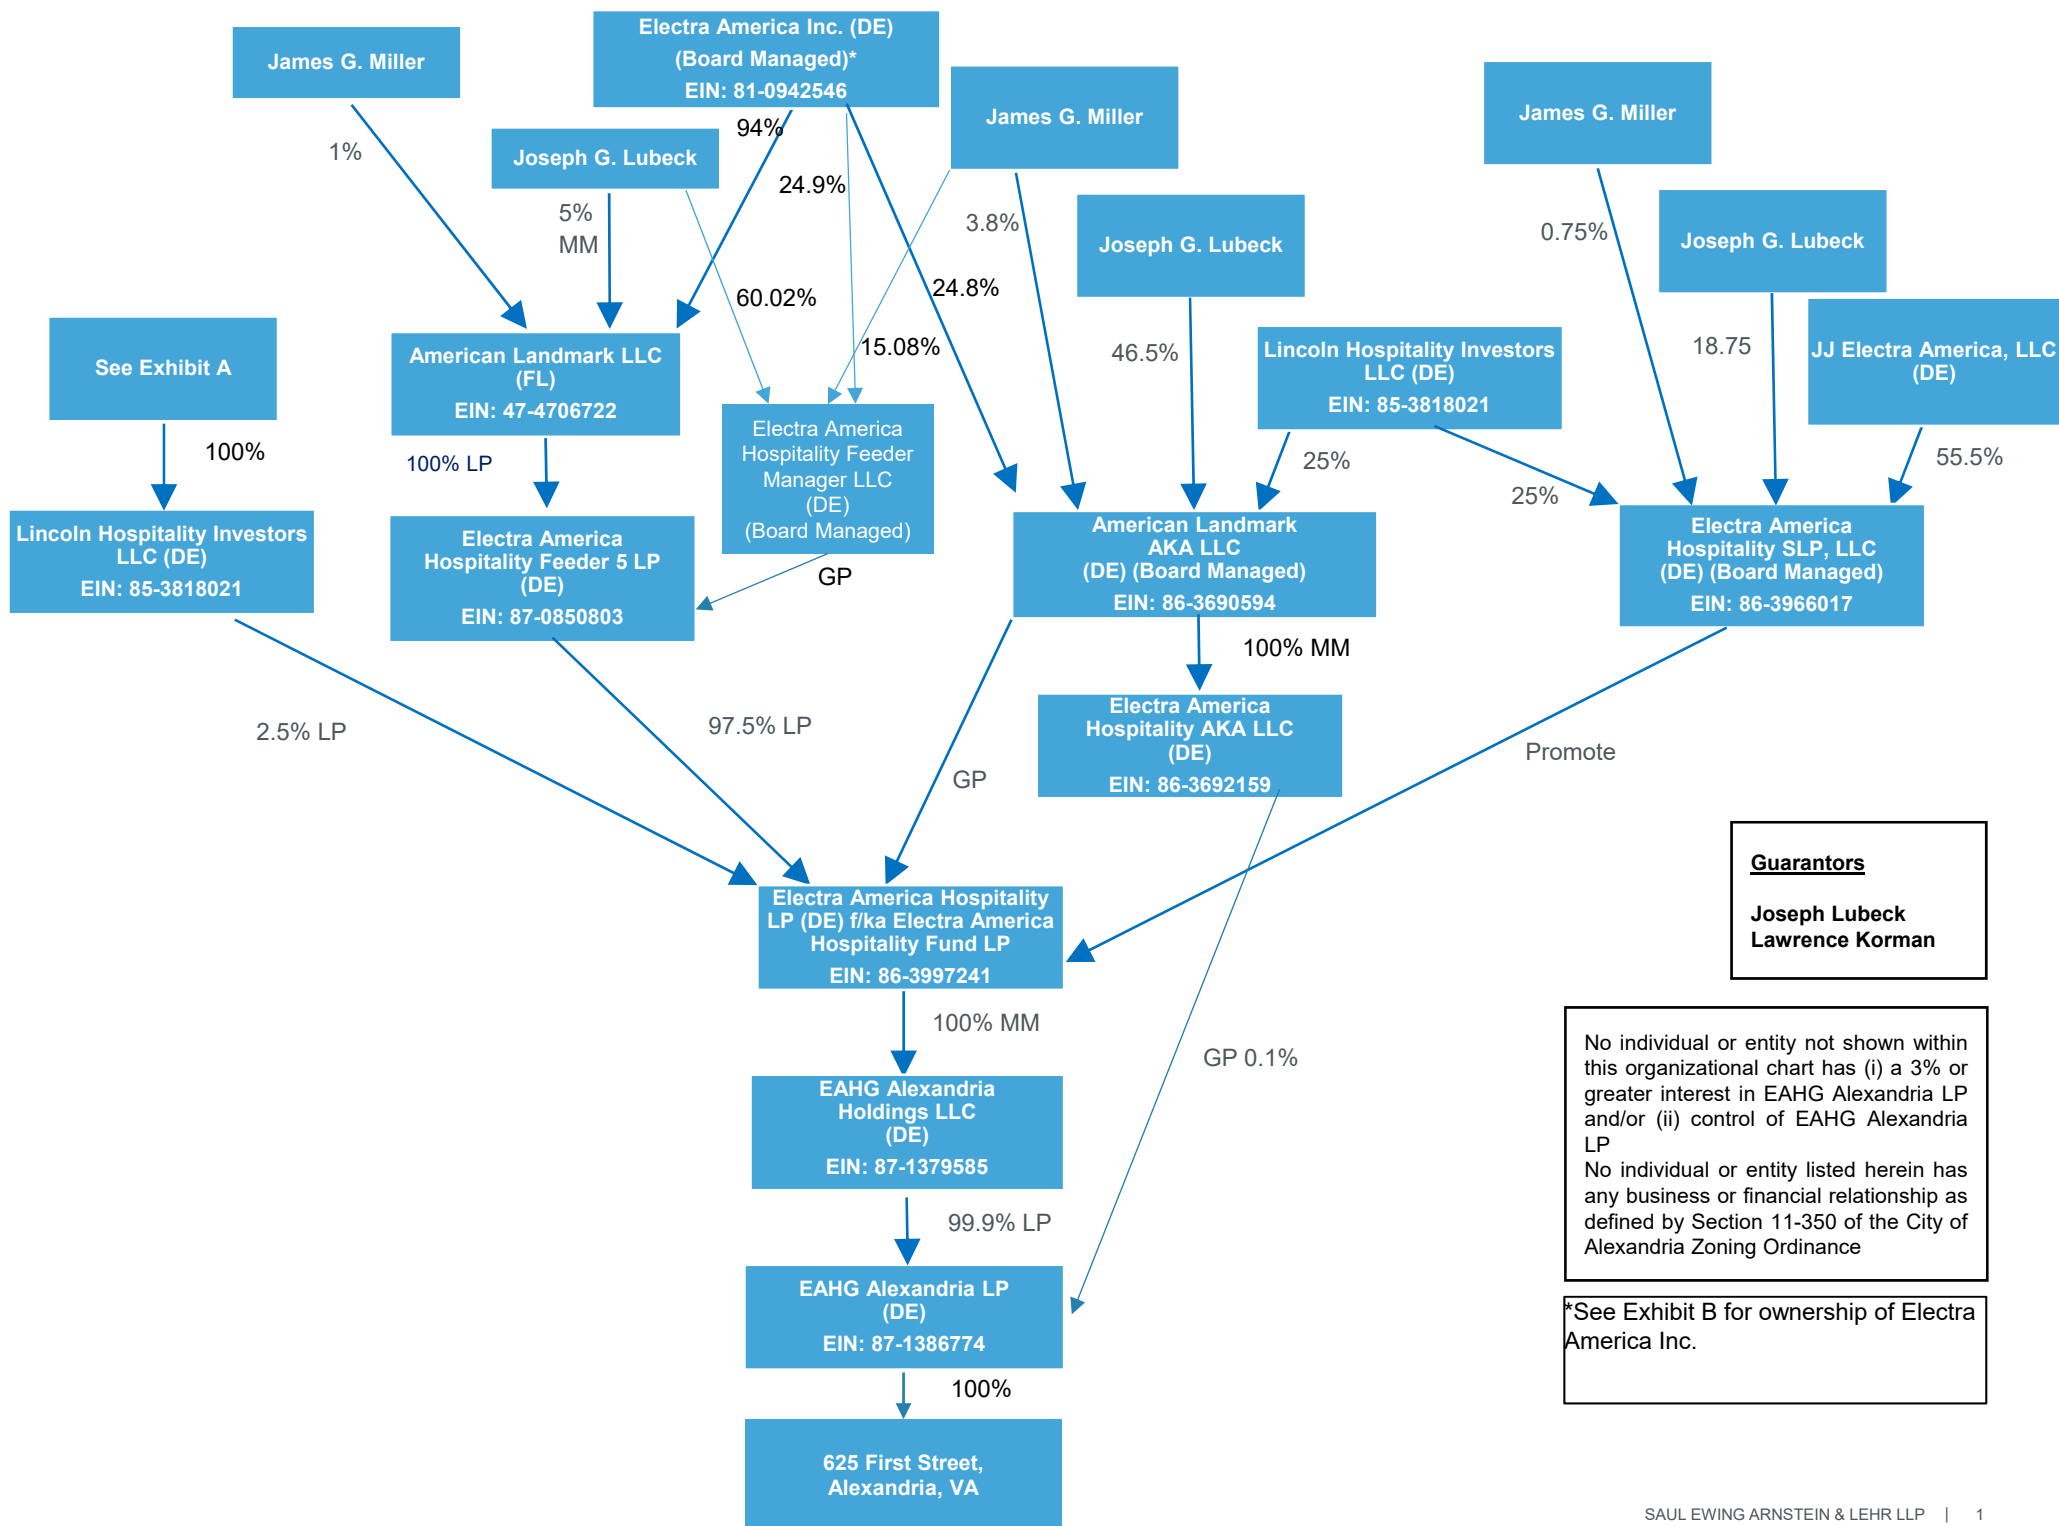 Electra America Inc. (DE)
(Board Managed)*
EIN: 81-0942546
James G. Miller
James G. Miller
James G. Miller
94%
1%
Joseph G. Lubeck
24.9%
5%
MM
3.8%
Joseph G. Lubeck
0.75%
Joseph G. Lubeck
60.02%
24.8%
15.08%
46.5%
18.75
See Exhibit A
American Landmark LLC
(FL)
EIN: 47-4706722
Lincoln Hospitality Investors
LLC (DE)
EIN: 85-3818021
JJ Electra America, LLC
(DE)
100%
100% LP
Electra America
Hospitality Feeder
Manager LLC
(DE)
(Board Managed)
25%
25%
55.5%
Lincoln Hospitality Investors
LLC (DE)
EIN: 85-3818021
Electra America
Hospitality Feeder 5 LP
(DE)
EIN: 87-0850803
GP
American Landmark
AKA LLC
(DE) (Board Managed)
EIN: 86-3690594
Electra America
Hospitality SLP, LLC
(DE) (Board Managed)
EIN: 86-3966017
100% MM
2.5% LP
97.5% LP
GP
Electra America
Hospitality AKA LLC
(DE)
EIN: 86-3692159
Promote
Electra America Hospitality
LP (DE) f/ka Electra America
Hospitality Fund LP
EIN: 86-3997241
Guarantors
Joseph Lubeck
Lawrence Korman
100% MM
GP 0.1%
EAHG Alexandria
Holdings LLC
(DE)
EIN: 87-1379585
No individual or entity not shown within
this organizational chart has (i) a 3% or
greater interest in EAHG Alexandria LP
and/or (ii) control of EAHG Alexandria
LP
No individual or entity listed herein has
any business or financial relationship as
defined by Section 11-350 of the City of
Alexandria Zoning Ordinance
99.9% LP
EAHG Alexandria LP
(DE)
EIN: 87-1386774
*See Exhibit B for ownership of Electra
America Inc.
100%
625 First Street,
Alexandria, VA
SAUL EWING ARNSTEIN & LEHR LLP | 1